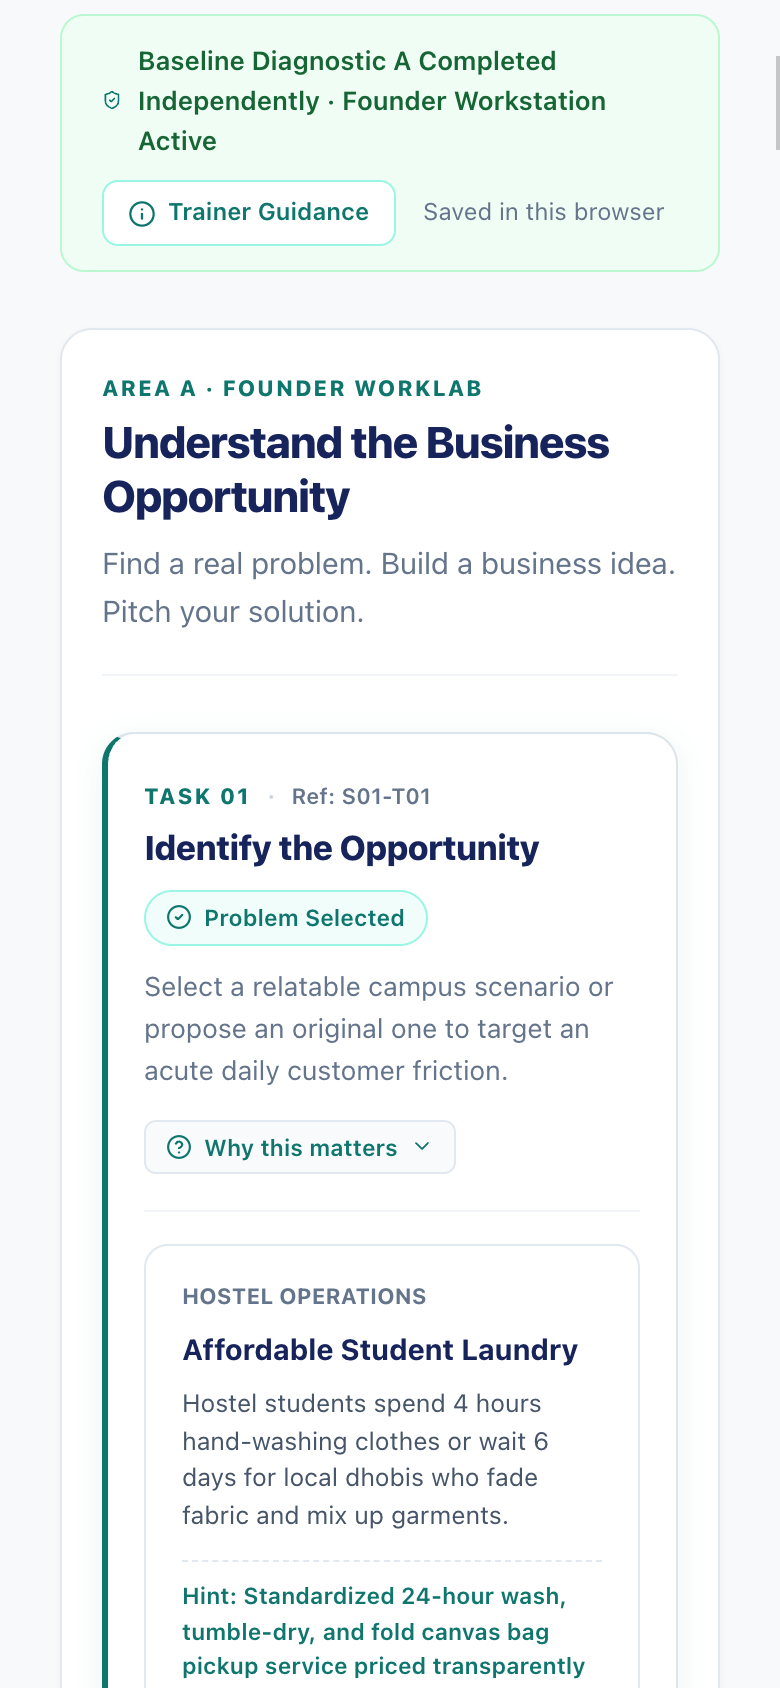 Baseline Diagnostic A Completed
Independently · Founder Workstation
Active
Trainer Guidance
Saved in this browser
AREA A · FOUNDER WORKLAB
Understand the Business
Opportunity
Find a real problem. Build a business idea.
Pitch your solution.
TASK 01 · Ref: S01-T01
Identify the Opportunity
Problem Selected
Select a relatable campus scenario or
propose an original one to target an
acute daily customer friction.
Why this matters
HOSTEL OPERATIONS
Affordable Student Laundry
Hostel students spend 4 hours
hand-washing clothes or wait 6
days for local dhobis who fade
fabric and mix up garments.
Hint: Standardized 24-hour wash,
tumble-dry, and fold canvas bag
pickup service priced transparently